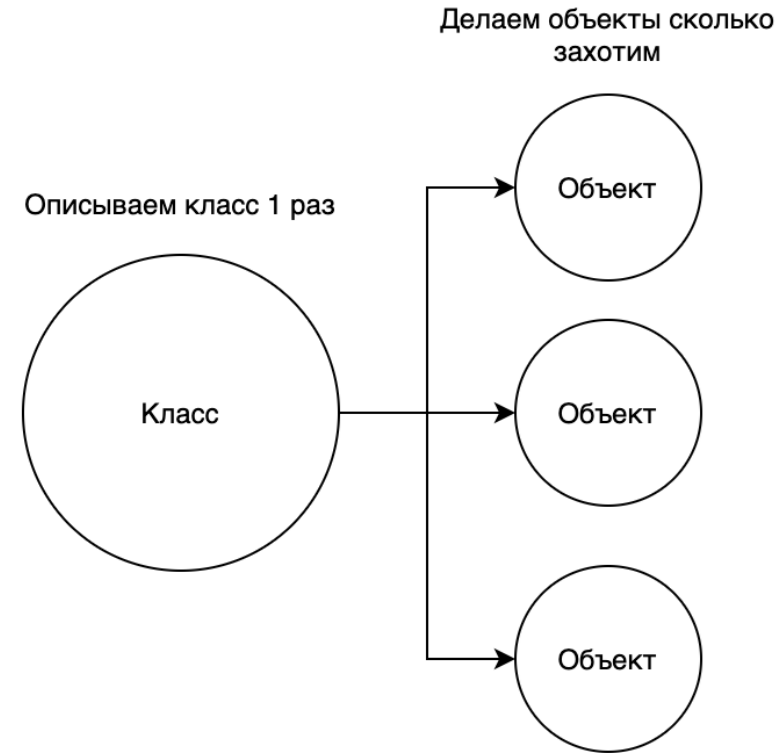 Делаем объекты сколько
захотим
Описываем класс 1 раз
Объект
Класс
Объект
Объект